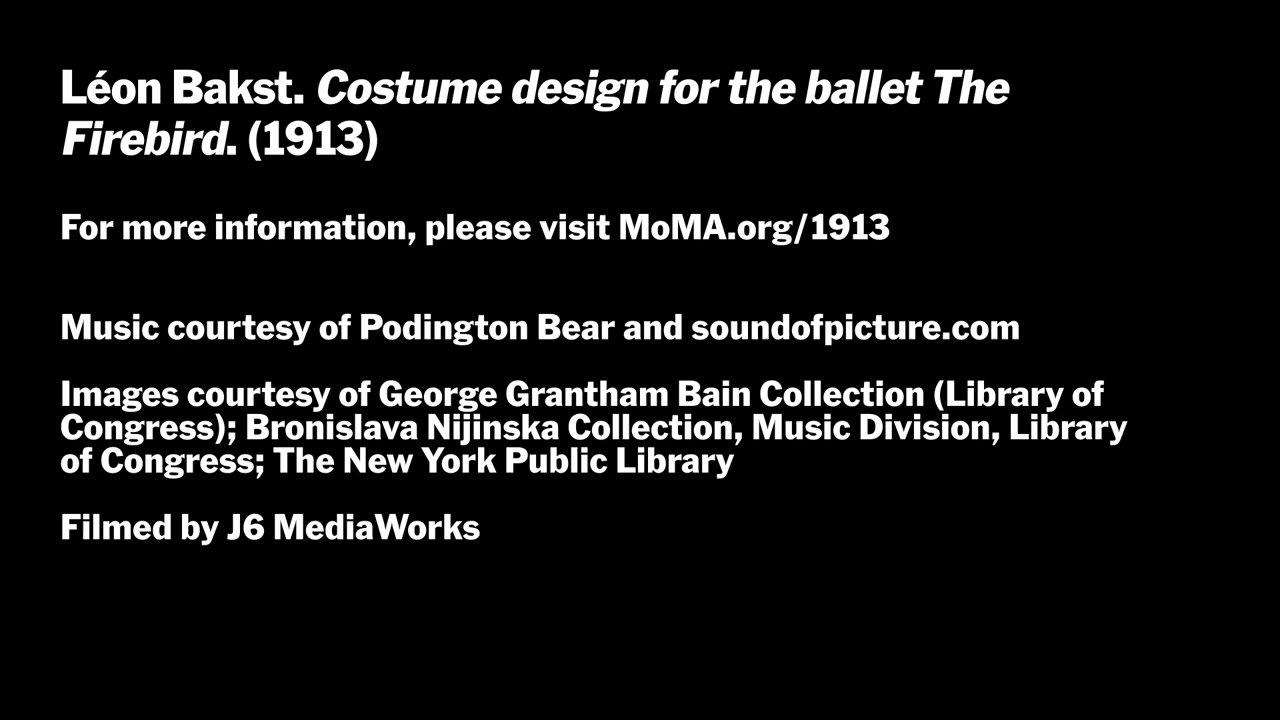 Léon Bakst. Costume design for the ballet The
Firebird. (1913)
For more information, please visit MoMA.org/1913
Music courtesy of Podington Bear and soundofpicture.com
Images courtesy of George Grantham Bain Collection (Library of
Congress); Bronislava Nijinska Collection, Music Division, Library
of Congress; The New York Public Library
Filmed by J6 MediaWorks